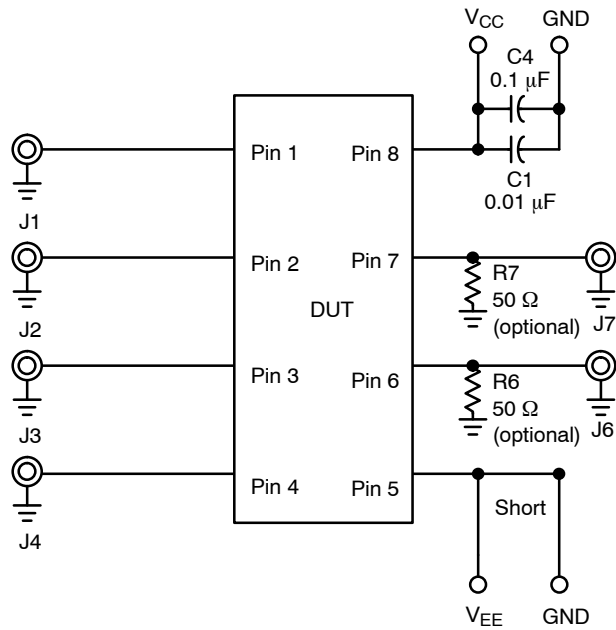 VCC
GND
C4
0.1 µF
Pin 1
Pin 8
C1
0.01 µF
J1
Pin 2
Pin 7
R7
50 Ω
(optional)
J7
J2
DUT
Pin 3
Pin 6
R6
50 Ω
(optional)
J6
J3
Pin 4
Pin 5
Short
J4
VEE
GND